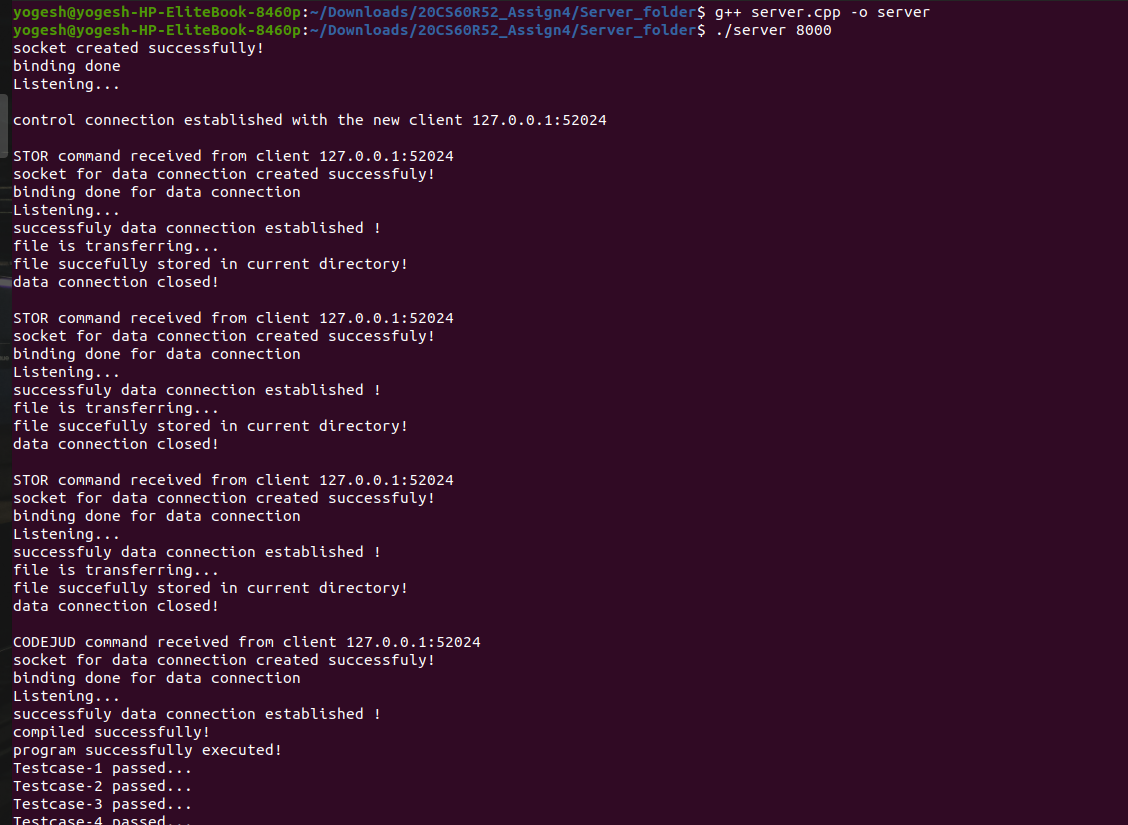 yogesh@yogesh-HP-EliteBook-8460p:~/Downloads/20CS60R52_Assign4/Server_folder$ g++ server.cpp -o server
yogesh@yogesh-HP-EliteBook-8460p:~/Downloads/20CS60R52_Assign4/Server_folder$ ./server 8000
socket created successfully!
binding done
Listening...
control connection established with the new client 127.0.0.1:52024
STOR command received from client 127.0.0.1:52024
socket for data connection created successfuly!
binding done for data connection
Listening...
successfuly data connection established !
file is transferring...
file succefully stored in current directory!
data connection closed!
STOR command received from client 127.0.0.1:52024
socket for data connection created successfuly!
binding done for data connection
Listening...
successfuly data connection established !
file is transferring...
file succefully stored in current directory!
data connection closed!
STOR command received from client 127.0.0.1:52024
socket for data connection created successfuly!
binding done for data connection
Listening...
successfuly data connection established !
file is transferring...
file succefully stored in current directory!
data connection closed!
CODEJUD command received from client 127.0.0.1:52024
socket for data connection created successfuly!
binding done for data connection
Listening...
successfuly data connection established !
compiled successfully!
program successfully executed!
Testcase-1 passed...
Testcase-2 passed...
Testcase-3 passed...
Testcase-4 passed...